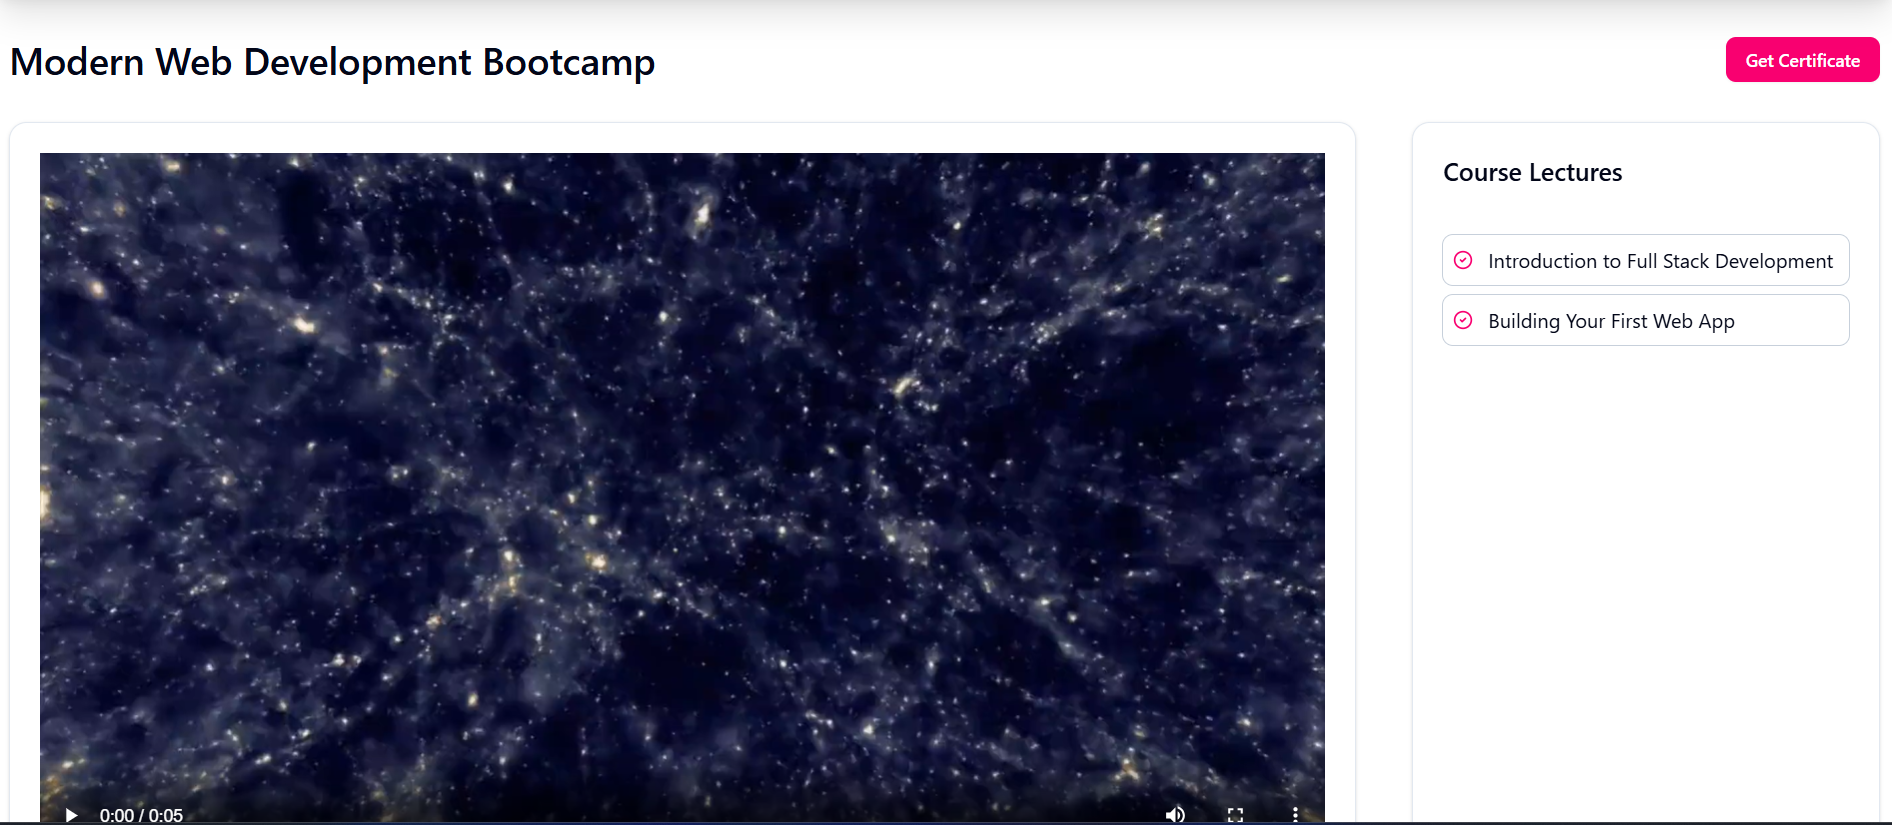 Modern Web Development Bootcamp
Get Certificate
Course Lectures
Introduction to Full Stack Development
Building Your First Web App
0:00 / 0:05